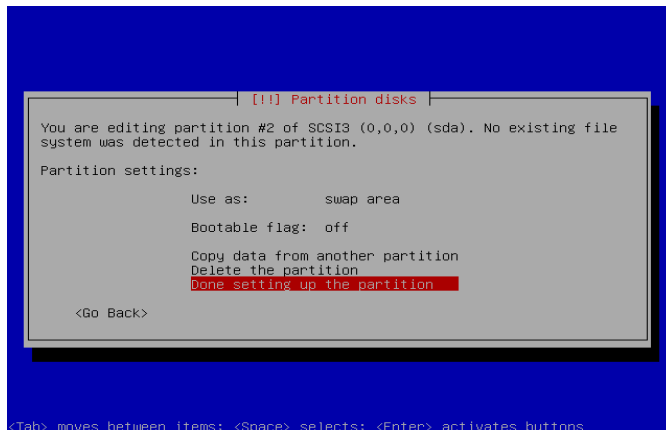 [!!] Partition disks
You are editing partition #2 of SCSI3 (0,0,0) (sda). No existing file
system was detected in this partition.
Partition settings:
Use as: swap area
Bootable flag: off
Copy data from another partition
Delete the partition
Done setting up the partition
<Go Back>
<Tab> moves between items; <Space> selects; <Enter> activates buttons